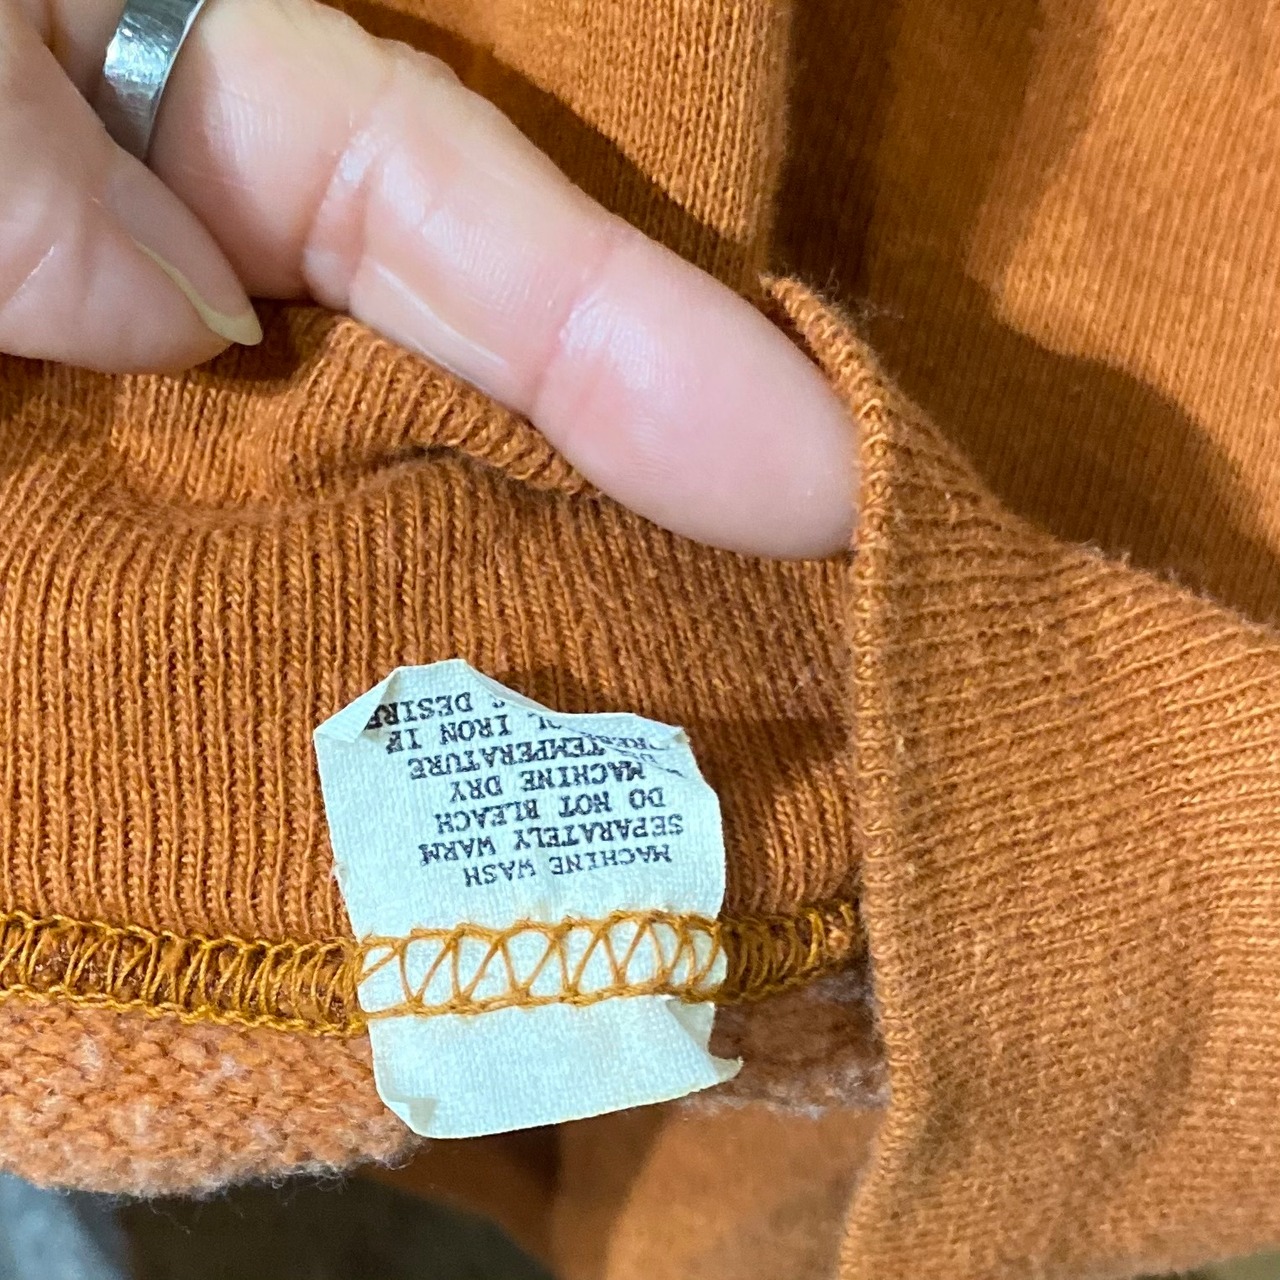 MACHINE WASH
SEPARATELY WARM
DO NOT BLEACH
MACHINE DRY
TEMPERATURE
IRON IF
DESIRE